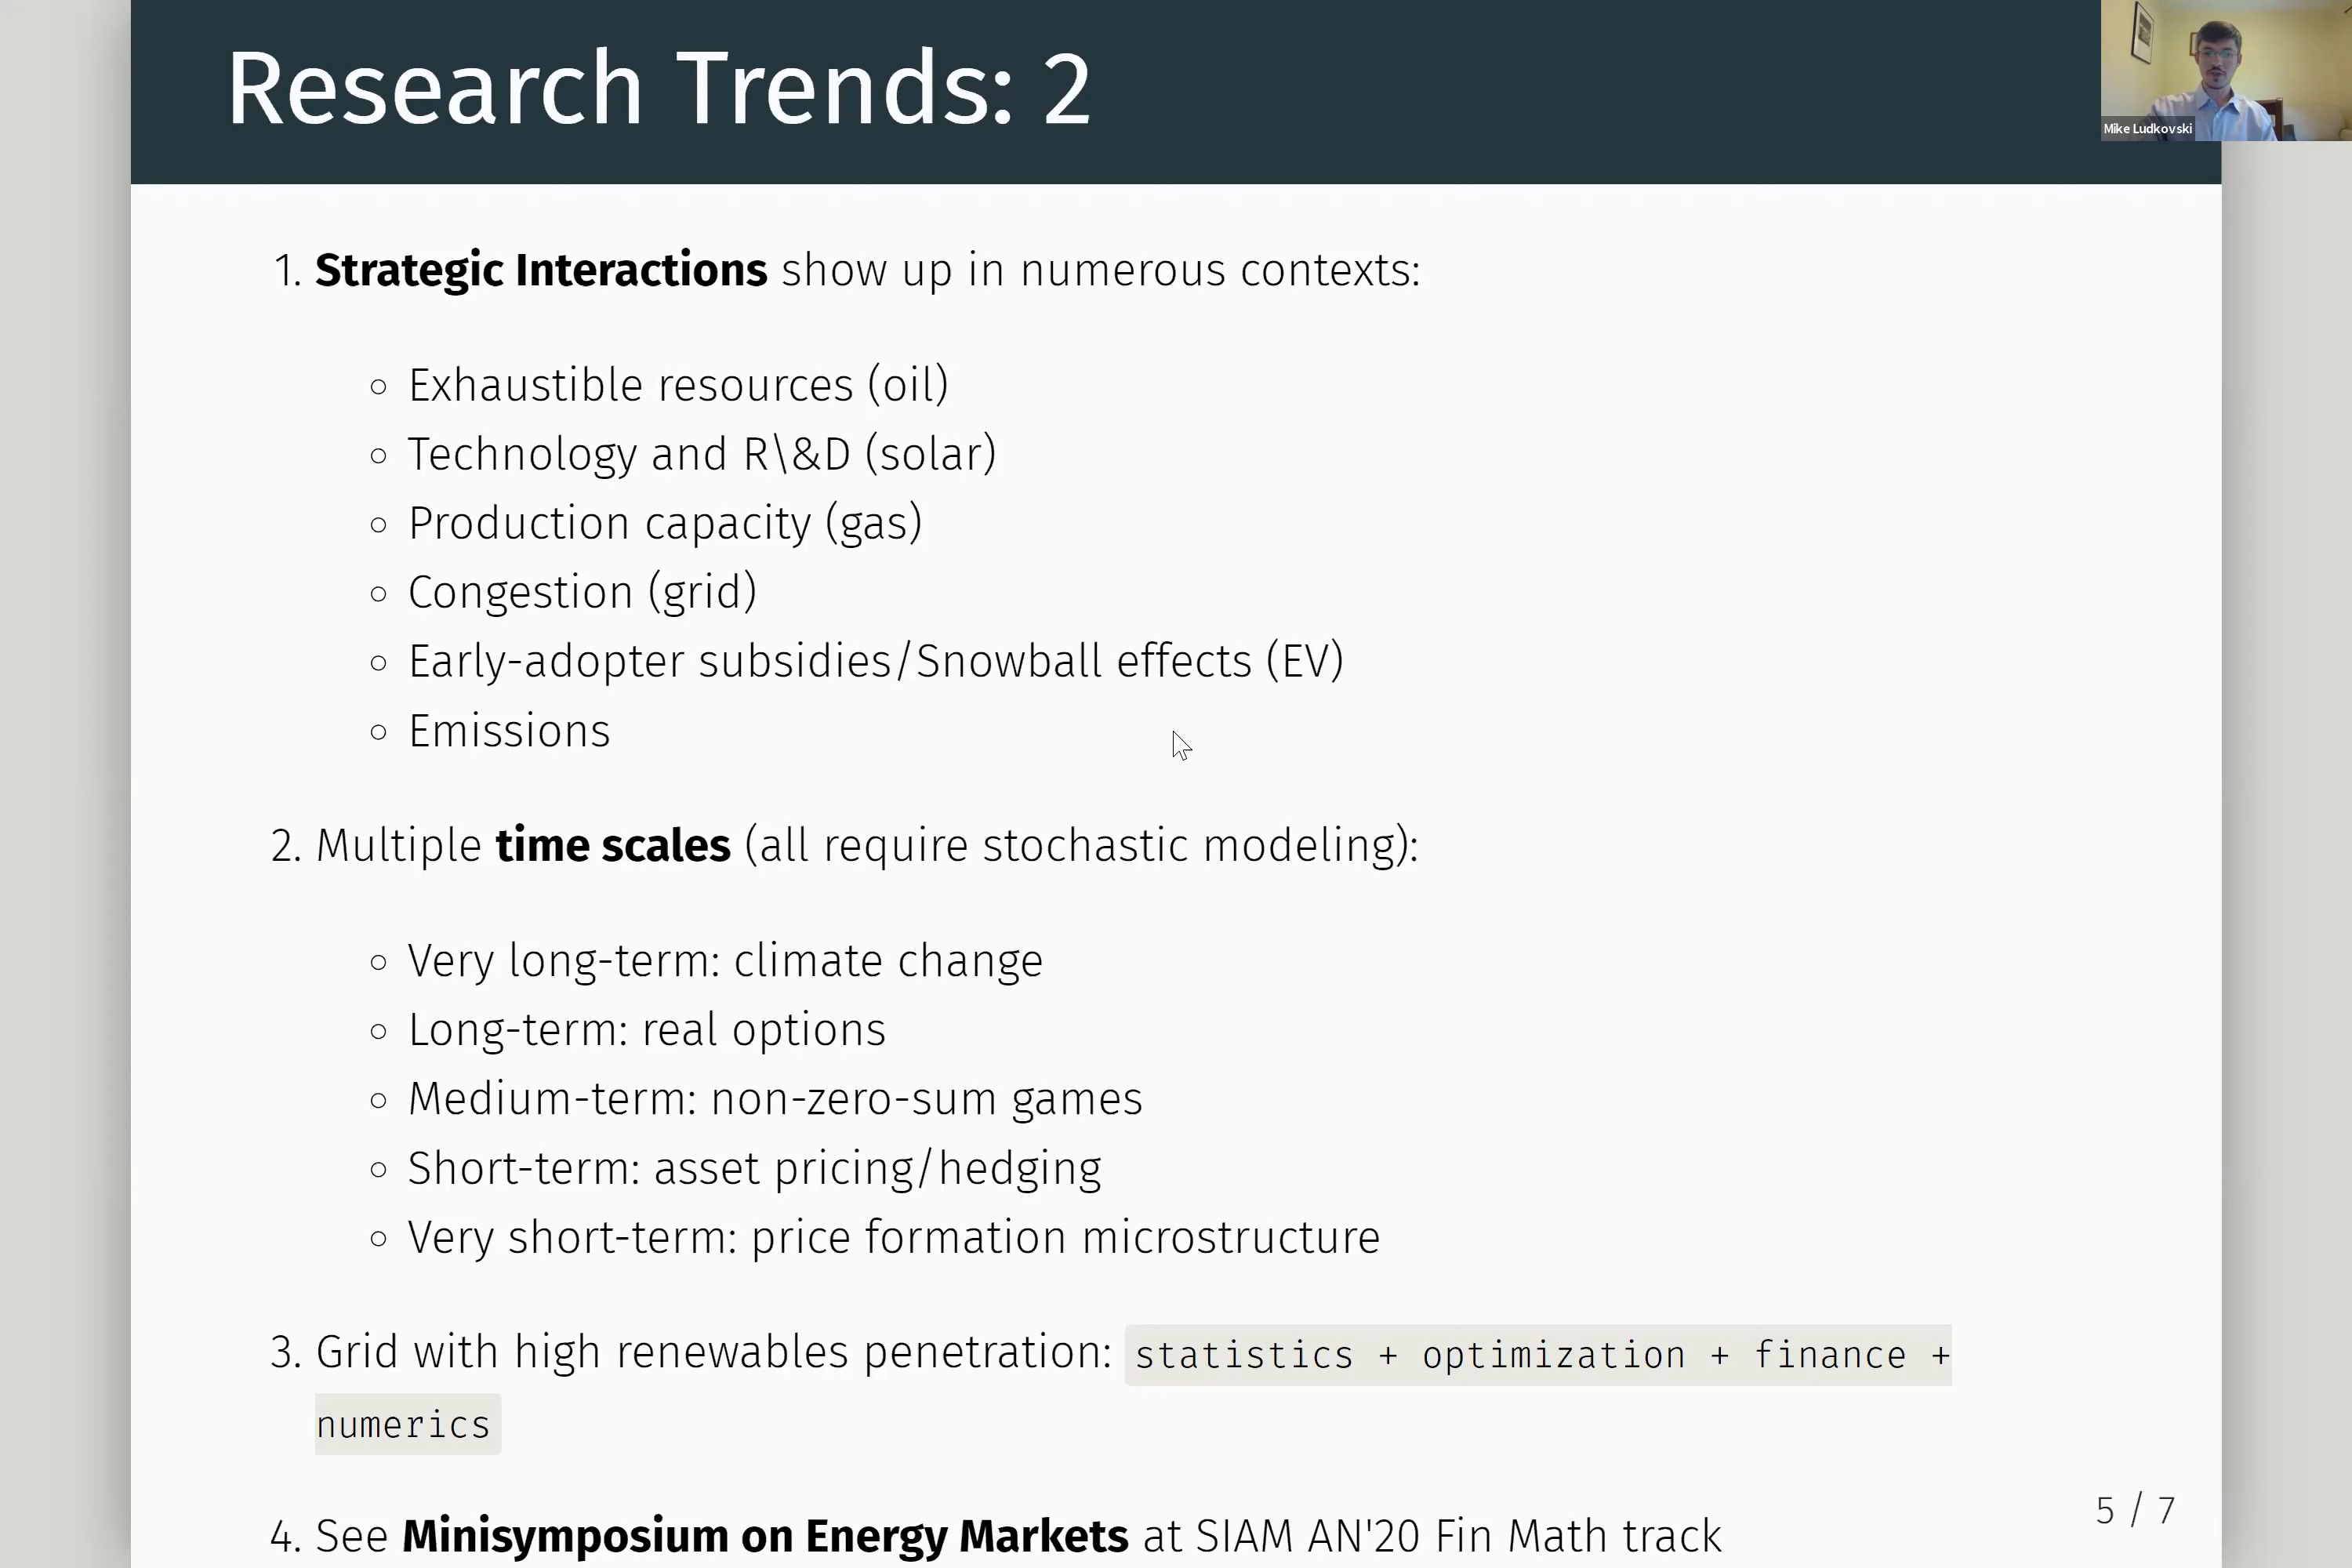 Research Trends: 2
Mike Ludkovski
1. Strategic Interactions show up in numerous contexts:
○ Exhaustible resources (oil)
○ Technology and R\&D (solar)
○ Production capacity (gas)
○ Congestion (grid)
○ Early-adopter subsidies/Snowball effects (EV)
○ Emissions
2. Multiple time scales (all require stochastic modeling):
○ Very long-term: climate change
○ Long-term: real options
○ Medium-term: non-zero-sum games
○ Short-term: asset pricing/hedging
○ Very short-term: price formation microstructure
3. Grid with high renewables penetration: statistics + optimization + finance +
numerics
4. See Minisymposium on Energy Markets at SIAM AN'20 Fin Math track
5 / 7